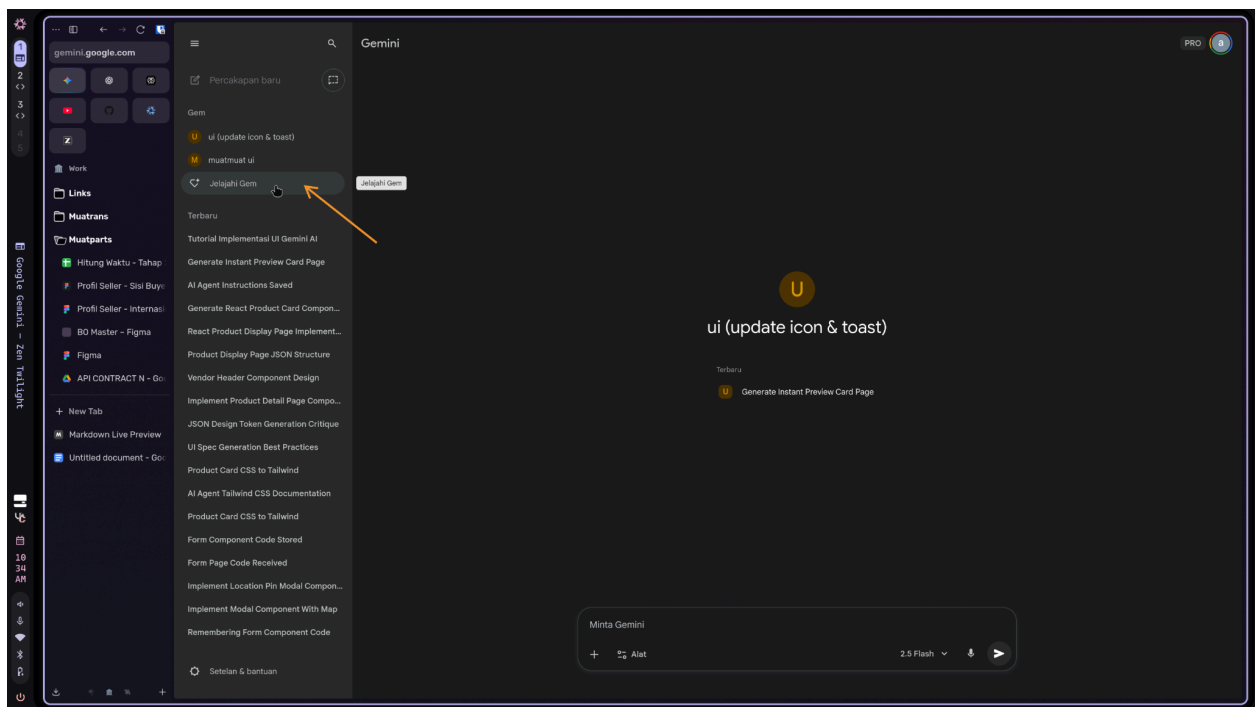 1
2
3
4
5
Google Gemini — Zen Twilight
10
34
AM
gemini.google.com
Work
Links
Muatrans
Muatparts
Hitung Waktu - Tahap
Profil Seller - Sisi Buye
Profil Seller - Internasi
BO Master – Figma
Figma
API CONTRACT N - Goo
New Tab
Markdown Live Preview
Untitled document - Goo
Percakapan baru
Gem
U ui (update icon & toast)
M muatmuat ui
Jelajahi Gem
Jelajahi Gem
Terbaru
Tutorial Implementasi UI Gemini AI
Generate Instant Preview Card Page
AI Agent Instructions Saved
Generate React Product Card Compon...
React Product Display Page Implement...
Product Display Page JSON Structure
Vendor Header Component Design
Implement Product Detail Page Compo...
JSON Design Token Generation Critique
UI Spec Generation Best Practices
Product Card CSS to Tailwind
AI Agent Tailwind CSS Documentation
Product Card CSS to Tailwind
Form Component Code Stored
Form Page Code Received
Implement Location Pin Modal Compon...
Implement Modal Component With Map
Remembering Form Component Code
Setelan & bantuan
Gemini
PRO a
U
ui (update icon & toast)
Terbaru
U Generate Instant Preview Card Page
Minta Gemini
Alat
2.5 Flash